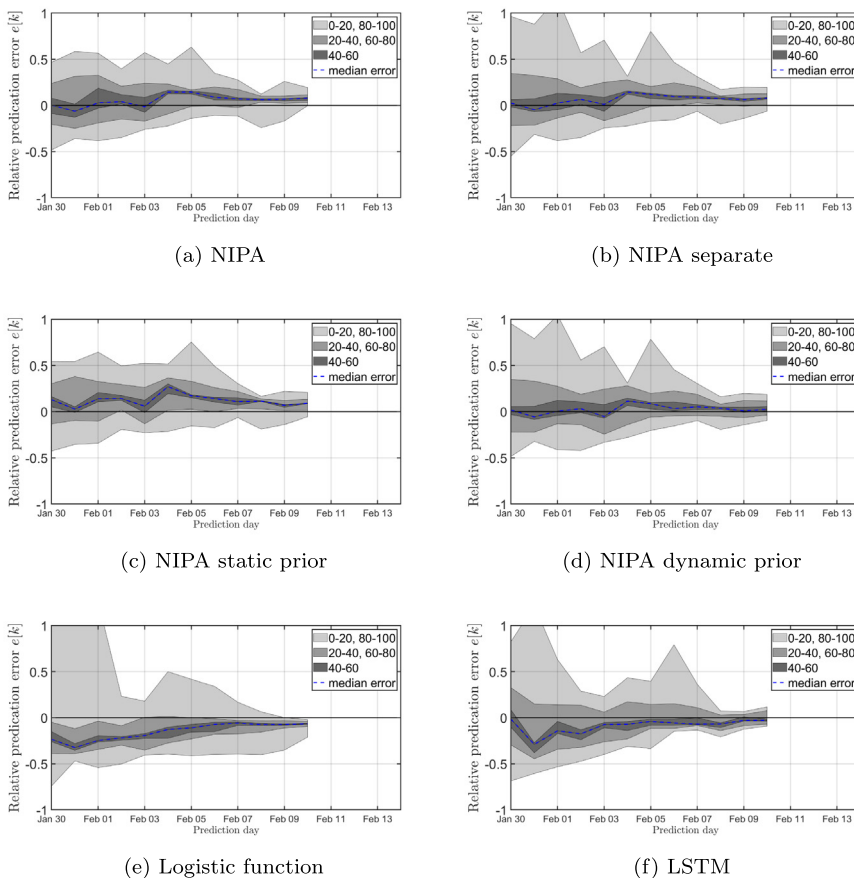 Relative predication error e[k]
1
0.5
0
-0.5
-1
0-20, 80-100
20-40, 60-80
40-60
median error
Jan 30 Feb 01 Feb 03 Feb 05 Feb 07 Feb 09 Feb 11 Feb 13
Prediction day
(a) NIPA
Relative predication error e[k]
1
0.5
0
-0.5
-1
0-20, 80-100
20-40, 60-80
40-60
median error
Jan 30 Feb 01 Feb 03 Feb 05 Feb 07 Feb 09 Feb 11 Feb 13
Prediction day
(b) NIPA separate
Relative predication error e[k]
1
0.5
0
-0.5
-1
0-20, 80-100
20-40, 60-80
40-60
median error
Jan 30 Feb 01 Feb 03 Feb 05 Feb 07 Feb 09 Feb 11 Feb 13
Prediction day
(c) NIPA static prior
Relative predication error e[k]
1
0.5
0
-0.5
-1
0-20, 80-100
20-40, 60-80
40-60
median error
Jan 30 Feb 01 Feb 03 Feb 05 Feb 07 Feb 09 Feb 11 Feb 13
Prediction day
(d) NIPA dynamic prior
Relative predication error e[k]
1
0.5
0
-0.5
-1
0-20, 80-100
20-40, 60-80
40-60
median error
Jan 30 Feb 01 Feb 03 Feb 05 Feb 07 Feb 09 Feb 11 Feb 13
Prediction day
(e) Logistic function
Relative predication error e[k]
1
0.5
0
-0.5
-1
0-20, 80-100
20-40, 60-80
40-60
median error
Jan 30 Feb 01 Feb 03 Feb 05 Feb 07 Feb 09 Feb 11 Feb 13
Prediction day
(f) LSTM